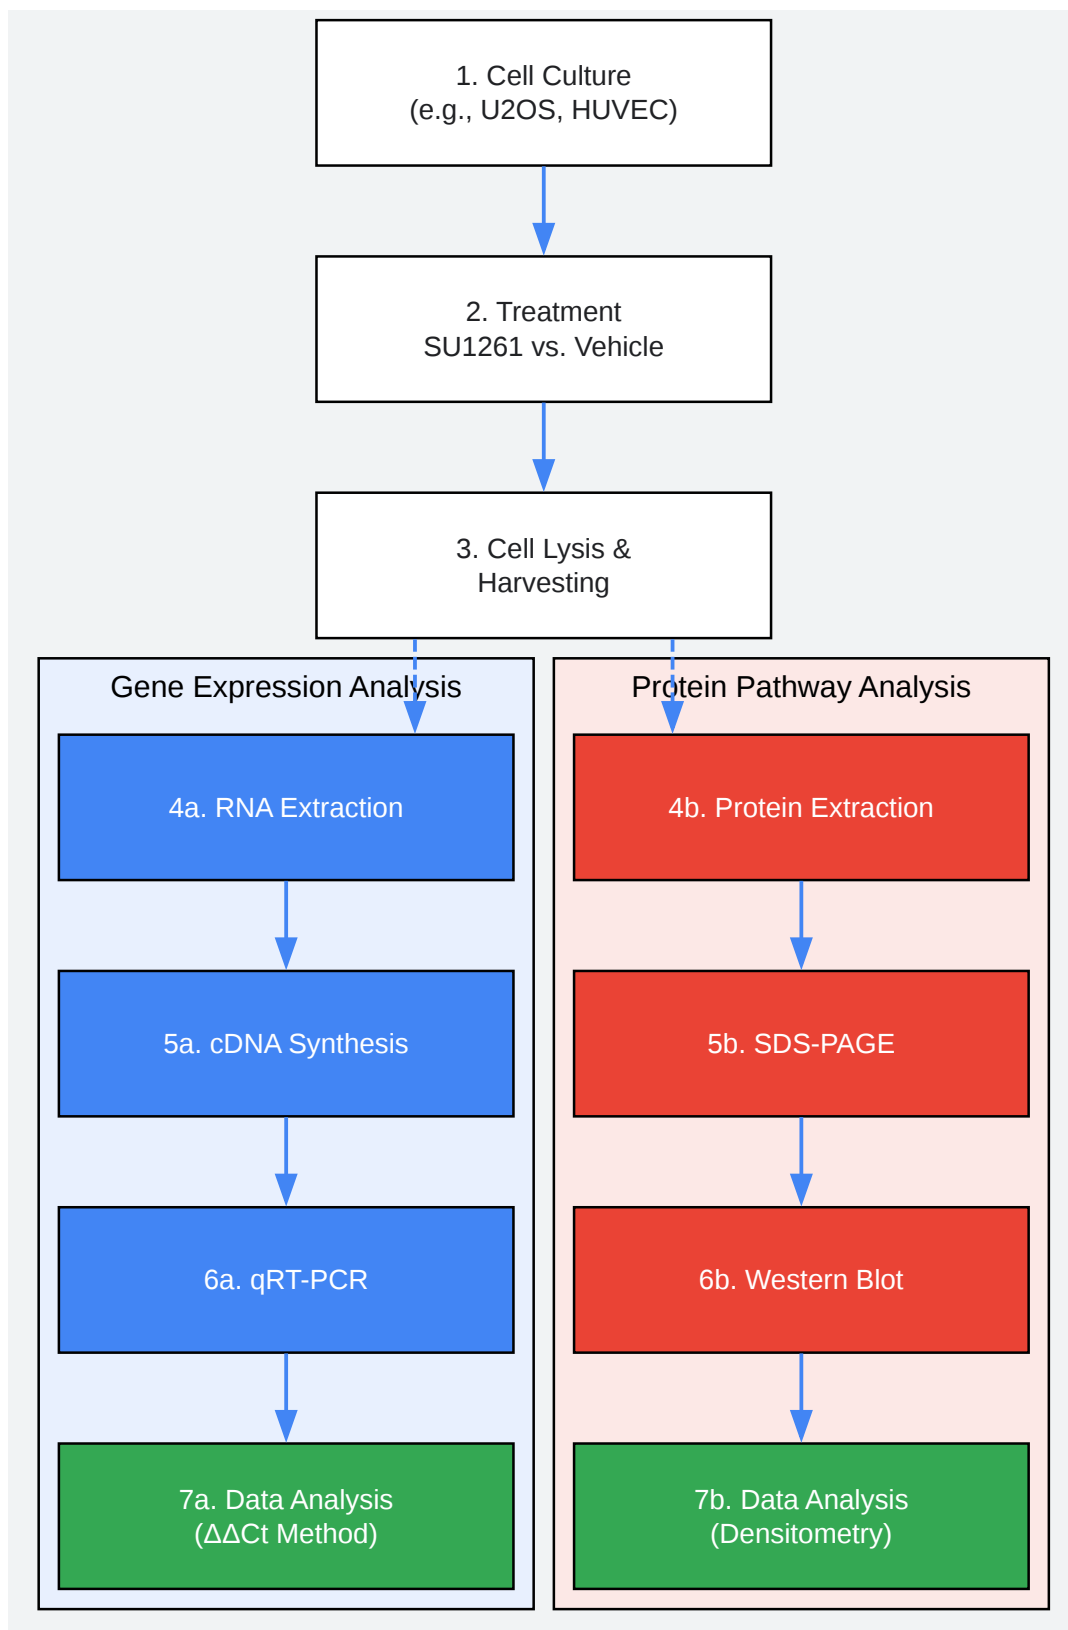 1. Cell Culture
(e.g., U2OS, HUVEC)
2. Treatment
SU1261 vs. Vehicle
3. Cell Lysis &
Harvesting
Gene Expression Analysis
4a. RNA Extraction
5a. cDNA Synthesis
6a. qRT-PCR
7a. Data Analysis
(ΔΔCt Method)
Protein Pathway Analysis
4b. Protein Extraction
5b. SDS-PAGE
6b. Western Blot
7b. Data Analysis
(Densitometry)